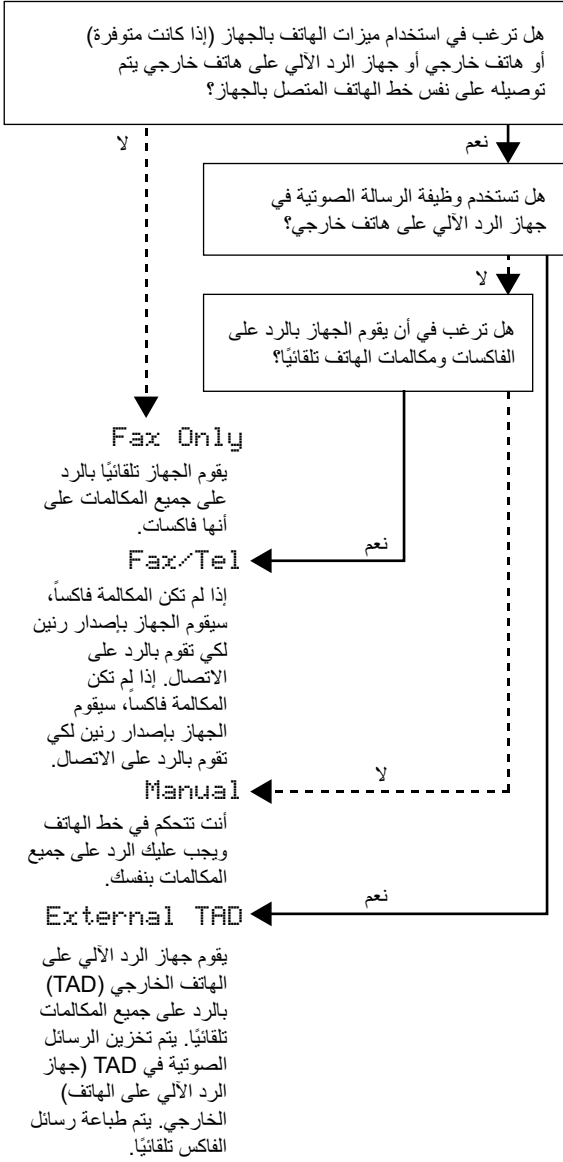 هل ترغب في استخدام ميزات الهاتف بالجهاز (إذا كانت متوفرة)
أو هاتف خارجي أو جهاز الرد الآلي على هاتف خارجي يتم
توصيله على نفس خط الهاتف المتصل بالجهاز؟
نعم
لا
هل تستخدم وظيفة الرسالة الصوتية في
جهاز الرد الآلي على هاتف خارجي؟
لا
هل ترغب في أن يقوم الجهاز بالرد على
الفاكسات ومكالمات الهاتف تلقائيًا؟
Fax Only
يقوم الجهاز تلقائيًا بالرد
على جميع المكالمات على
أنها فاكسات.
نعم
Fax/Tel
إذا لم تكن المكالمة فاكساً،
سيقوم الجهاز بإصدار رنين
لكي تقوم بالرد على
الاتصال. إذا لم تكن
المكالمة فاكساً، سيقوم
الجهاز بإصدار رنين لكي
تقوم بالرد على الاتصال.
لا
Manual
أنت تتحكم في خط الهاتف
ويجب عليك الرد على جميع
المكالمات بنفسك.
نعم
External TAD
يقوم جهاز الرد الآلي على
الهاتف الخارجي (TAD)
بالرد على جميع المكالمات
تلقائيًا. يتم تخزين الرسائل
الصوتية في TAD (جهاز
الرد الآلي على الهاتف)
الخارجي. يتم طباعة رسائل
الفاكس تلقائيًا.